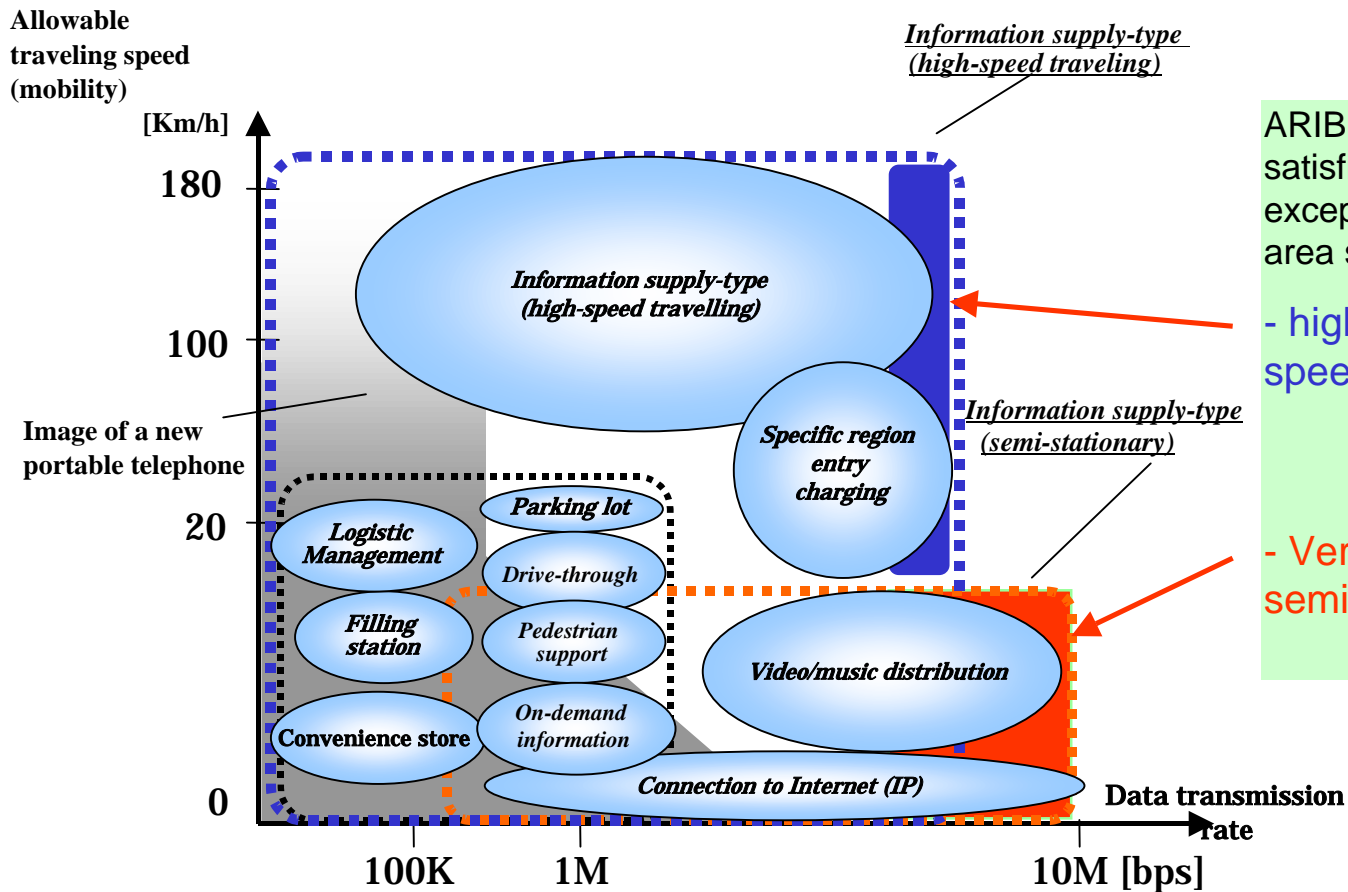 Allowable
traveling speed
(mobility)
[Km/h]
Information supply-type
(high-speed traveling)
180
100
20
0
Information supply-type
(high-speed travelling)
Specific region
entry
charging
Information supply-type
(semi-stationary)
Image of a new
portable telephone
Logistic
Management
Parking lot
Drive-through
Filling
station
Pedestrian
support
Video/music distribution
Convenience store
On-demand
information
Connection to Internet (IP)
Data transmission
rate
100K
1M
10M [bps]
ARIB
satisf
excep
area s
- high
spee
- Ver
semi